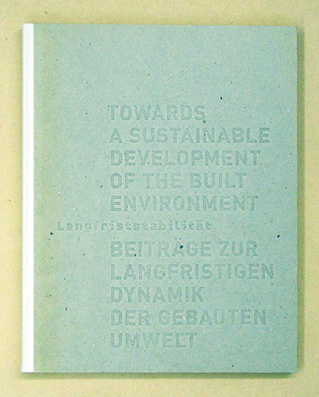 TOWARDS
A SUSTAINABLE
DEVELOPMENT
OF THE BUILT
ENVIRONMENT
Langfriststabilität
BEITRÄGE ZUR
LANGFRISTIGEN
DYNAMIK
DER GEBAUTEN
UMWELT